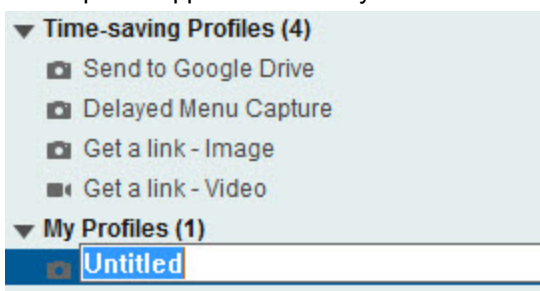 Time-saving Profiles (4)
Send to Google Drive
Delayed Menu Capture
Get a link - Image
Get a link - Video
My Profiles (1)
Untitled